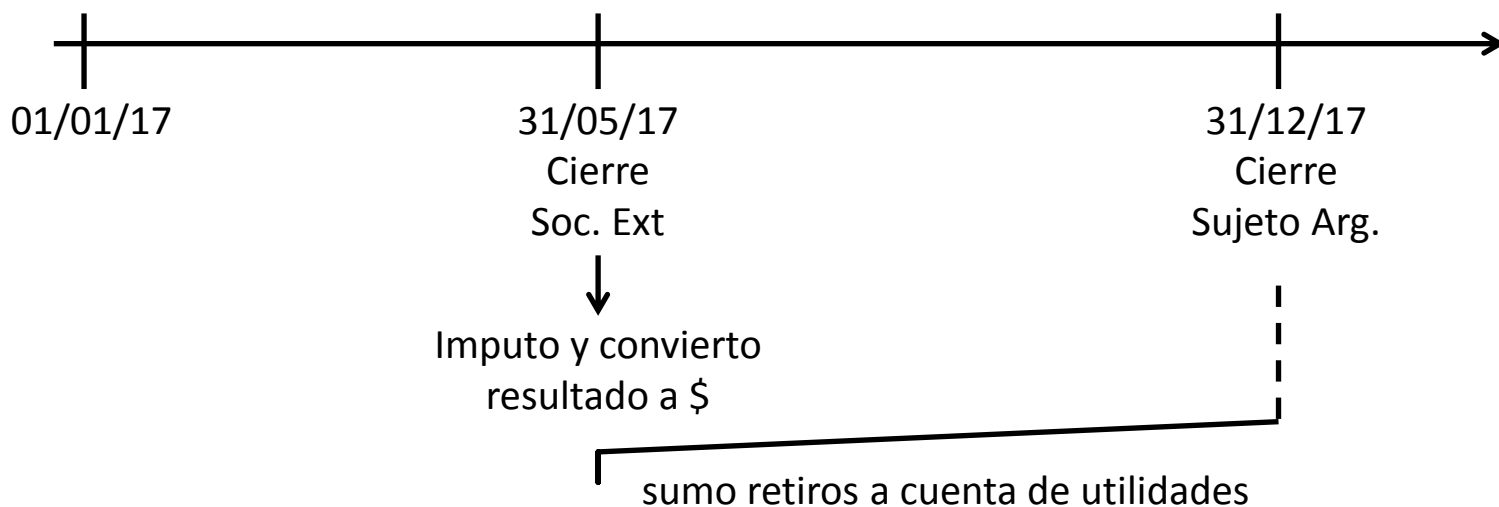 01/01/17
31/05/17
Cierre
Soc. Ext
31/12/17
Cierre
Sujeto Arg.
Imputo y convierto
resultado a $
sumo retiros a cuenta de utilidades